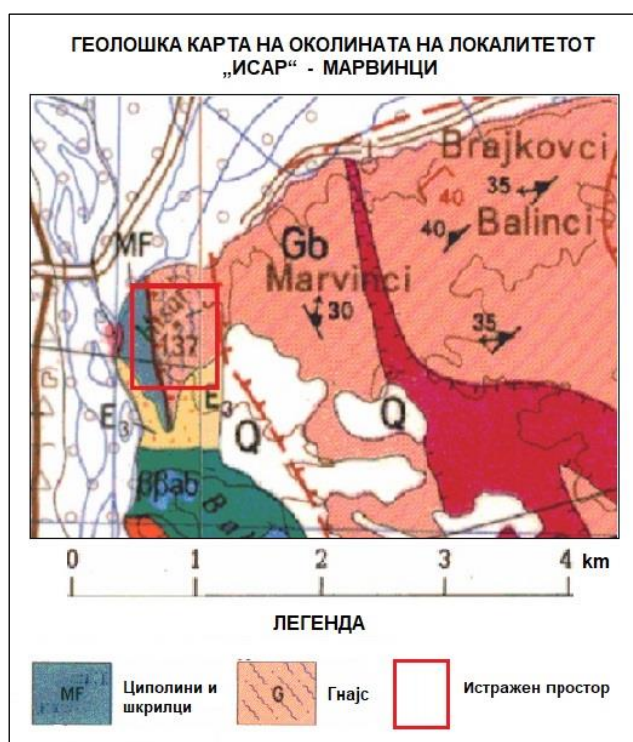 ГЕОЛОШКА КАРТА НА ОКОЛИНАТА НА ЛОКАЛИТЕТОТ
„ИСАР“ - МАРВИНЦИ
Brajkovci
35
40
40
Balinci
MF
Gb
Marvinci
30
35
137
E3
E3
Q
Q
ββab
0 1 2 3 4 km
ЛЕГЕНДА
MF
Циполини и
шкрилци
G
Гнајс
Истражен простор